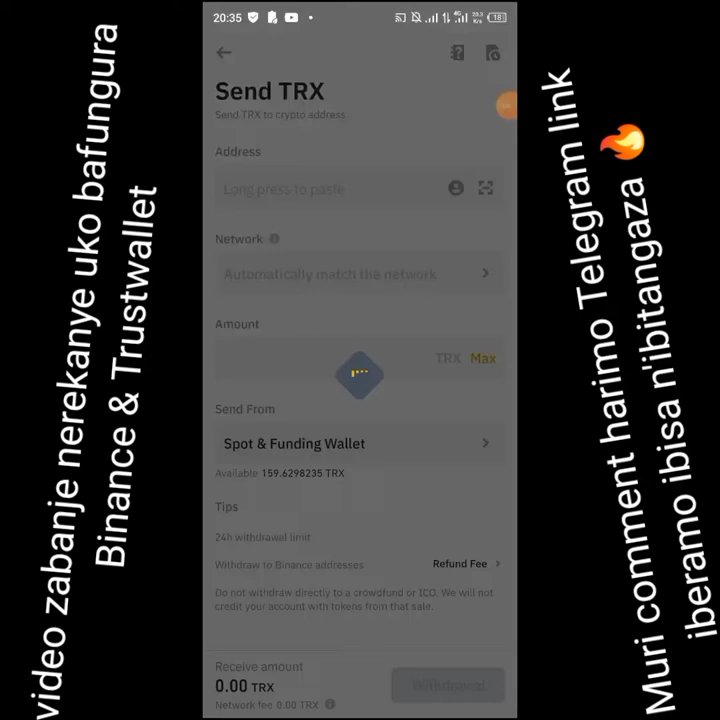 video zabanje nerekanye uko bafungura
Binance & Trustwallet
20:35
20.3
K/s
18
Send TRX
Send TRX to crypto address
Address
Long press to paste
Network
Automatically match the network
Amount
TRX Max
Send From
Spot & Funding Wallet
Available 159.6298235 TRX
Tips
24h withdrawal limit
Withdraw to Binance addresses
Refund Fee
Do not withdraw directly to a crowdfund or ICO. We will not
credit your account with tokens from that sale.
Receive amount
0.00 TRX
Withdrawal
Network fee 0.00 TRX
Muri comment harimo Telegram link
iberamo ibisa n'ibitangaza 🔥